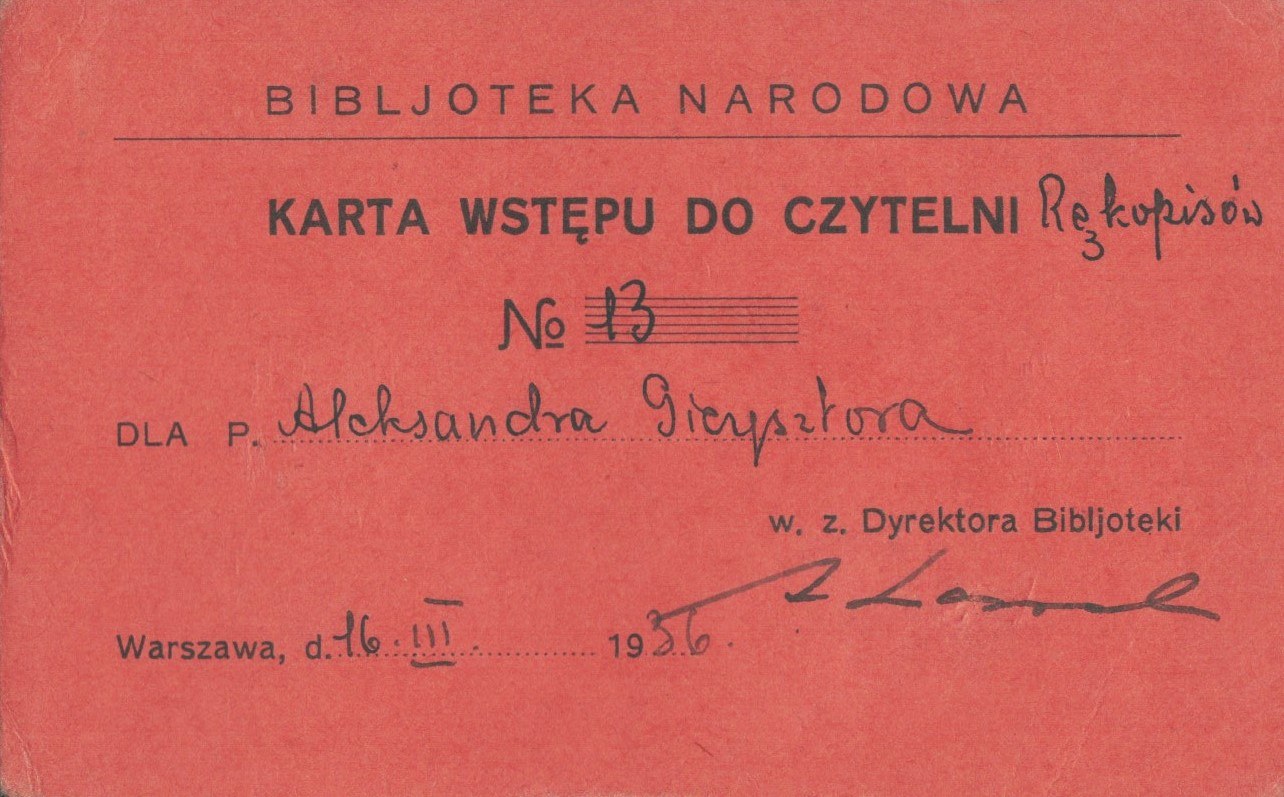 BIBLJOTEKA NARODOWA
KARTA WSTĘPU DO CZYTELNI Rękopisów
No 13
DLA P. Aleksandra Gieysztora
w. z. Dyrektora Bibljoteki
Warszawa, d. 16. III. 1936.